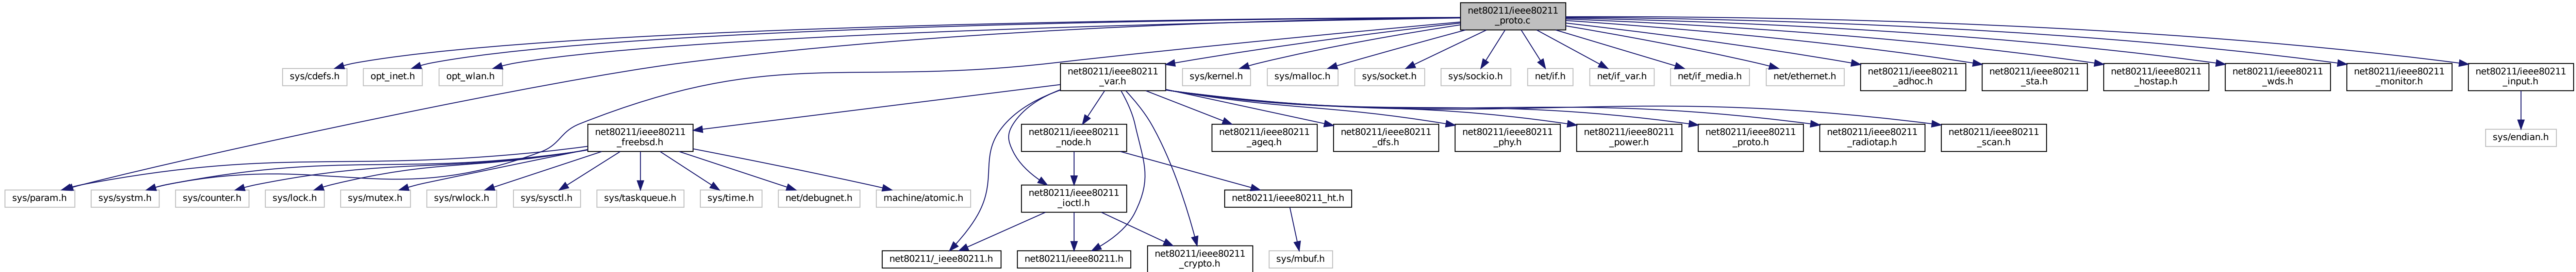 net80211/ieee80211
_proto.c
sys/cdefs.h
opt_inet.h
opt_wlan.h
net80211/ieee80211
_var.h
sys/kernel.h
sys/malloc.h
sys/socket.h
sys/sockio.h
net/if.h
net/if_var.h
net/if_media.h
net/ethernet.h
net80211/ieee80211
_adhoc.h
net80211/ieee80211
_sta.h
net80211/ieee80211
_hostap.h
net80211/ieee80211
_wds.h
net80211/ieee80211
_monitor.h
net80211/ieee80211
_input.h
net80211/ieee80211
_freebsd.h
net80211/ieee80211
_node.h
net80211/ieee80211
_ageq.h
net80211/ieee80211
_dfs.h
net80211/ieee80211
_phy.h
net80211/ieee80211
_power.h
net80211/ieee80211
_proto.h
net80211/ieee80211
_radiotap.h
net80211/ieee80211
_scan.h
sys/endian.h
sys/param.h
sys/systm.h
sys/counter.h
sys/lock.h
sys/mutex.h
sys/rwlock.h
sys/sysctl.h
sys/taskqueue.h
sys/time.h
net/debugnet.h
machine/atomic.h
net80211/ieee80211
_ioctl.h
net80211/ieee80211_ht.h
net80211/_ieee80211.h
net80211/ieee80211.h
net80211/ieee80211
_crypto.h
sys/mbuf.h